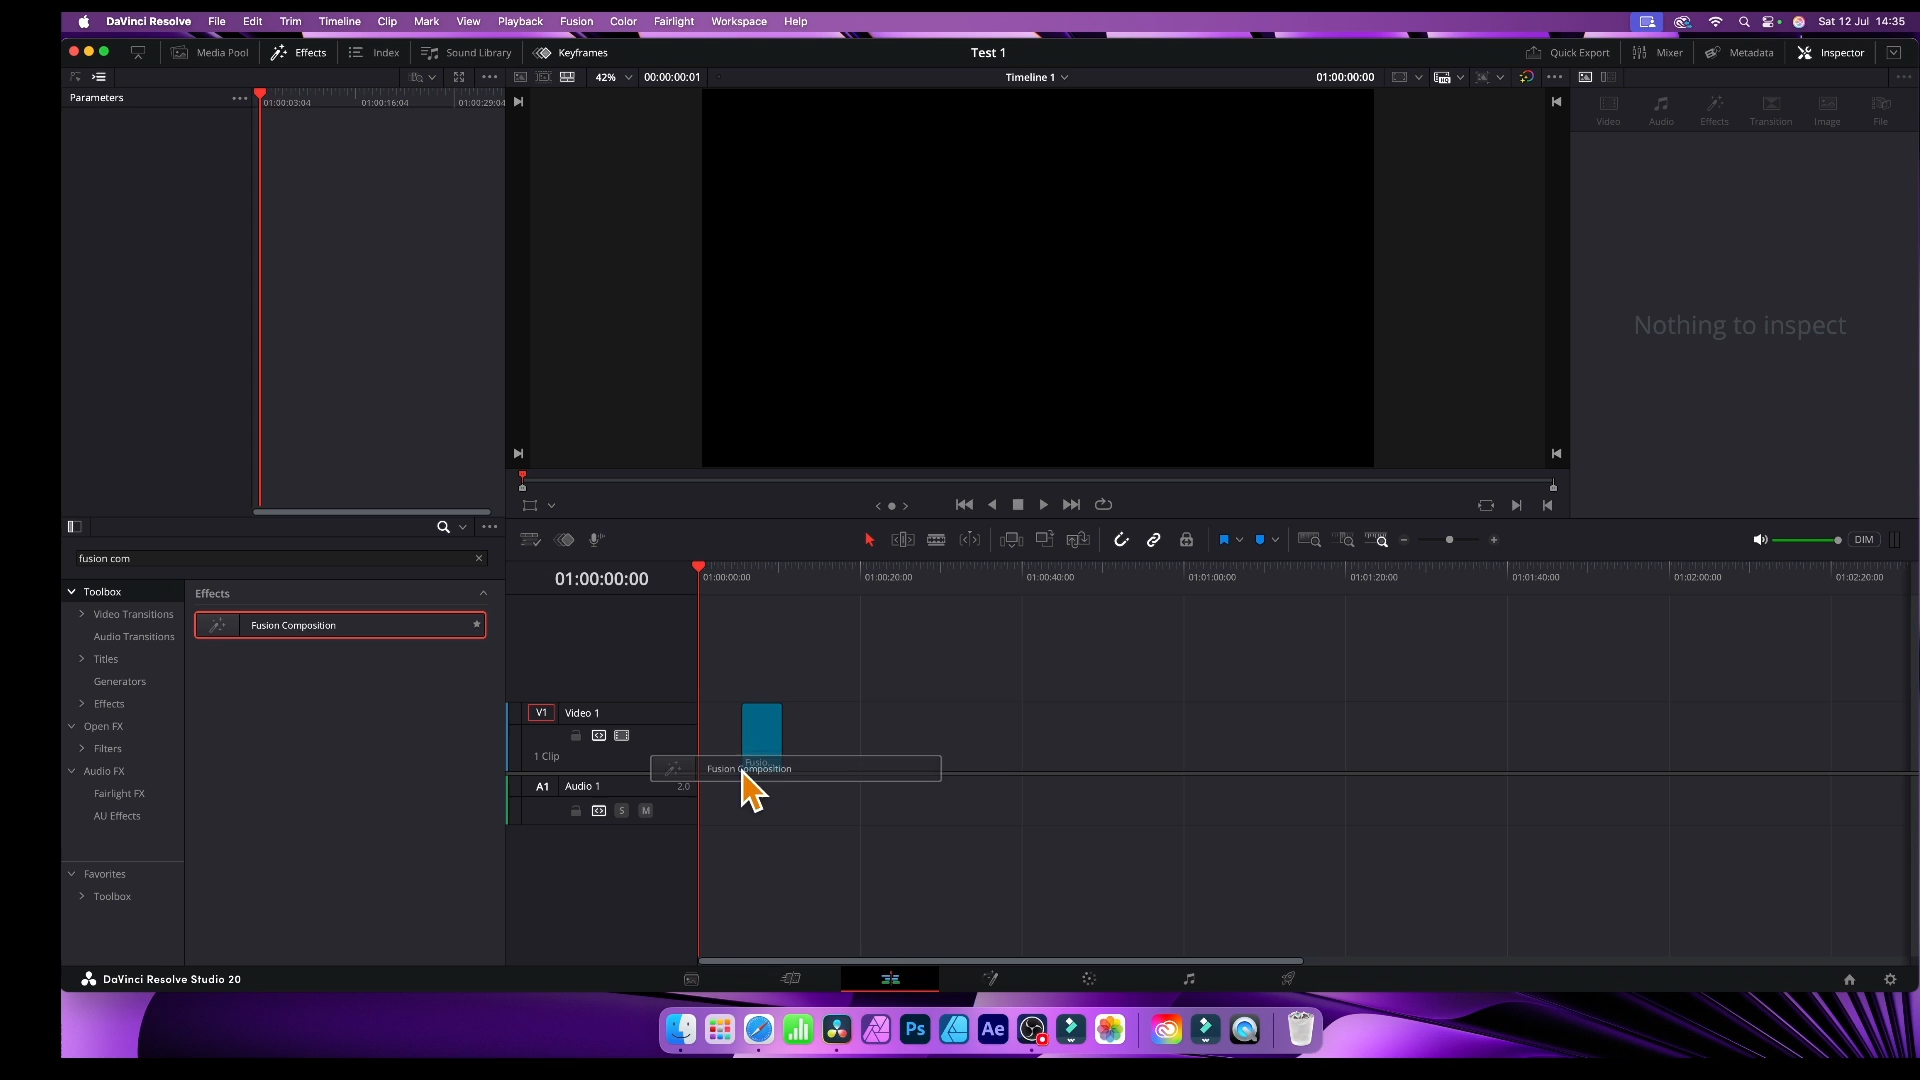 DaVinci Resolve File Edit Trim Timeline Clip Mark View Playback Fusion Color Fairlight Workspace Help Sat 12 Jul 14:35
Media Pool Effects Index Sound Library Keyframes Test 1 Quick Export Mixer Metadata Inspector
42% 00:00:00:01 Timeline 1 01:00:00:00
Parameters 01:00:03:04 01:00:16:04 01:00:29:04
Video Audio Effects Transition Image File
Nothing to inspect
fusion com
DIM
01:00:00:00 01:00:00:00 01:00:20:00 01:00:40:00 01:01:00:00 01:01:20:00 01:01:40:00 01:02:00:00 01:02:20:00
Toolbox
Video Transitions
Audio Transitions
Titles
Generators
Effects
Open FX
Filters
Audio FX
Fairlight FX
AU Effects
Favorites
Toolbox
Effects
Fusion Composition
V1 Video 1
1 Clip
Fusio...
Fusion Composition
A1 Audio 1 2.0
S M
DaVinci Resolve Studio 20
Ps Ae